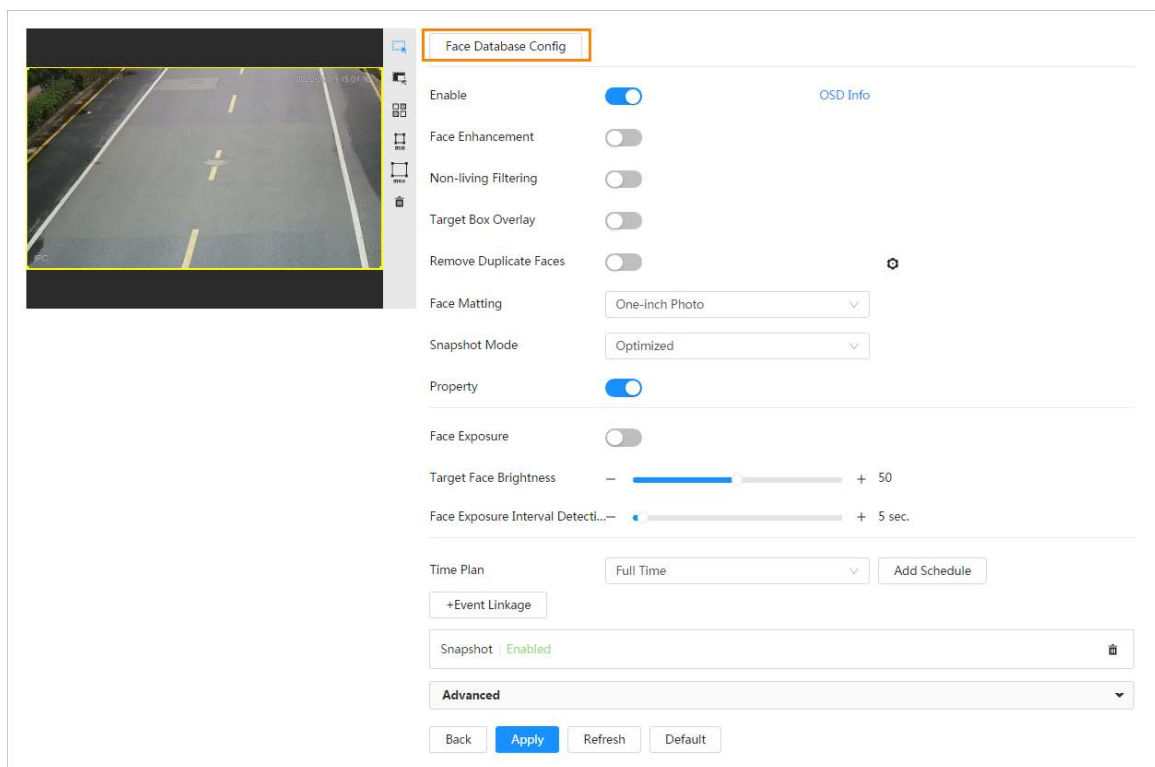 Face Database Config
Enable
OSD Info
Face Enhancement
min
Non-living Filtering
max
Target Box Overlay
Remove Duplicate Faces
IPC
Face Matting
One-inch Photo
Snapshot Mode
Optimized
Property
Face Exposure
Target Face Brightness
− + 50
Face Exposure Interval Detecti...
− + 5 sec.
Time Plan
Full Time
Add Schedule
+Event Linkage
Snapshot | Enabled
Advanced
Back
Apply
Refresh
Default